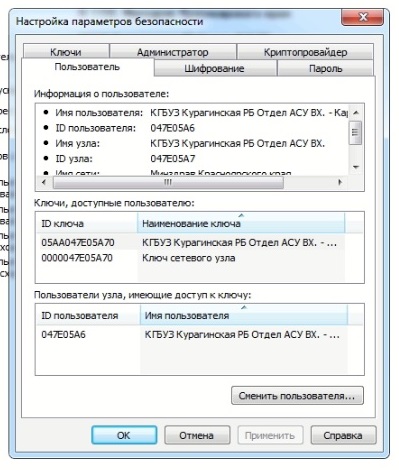 Настройка параметров безопасности
Ключи Администратор Криптопровайдер
Пользователь Шифрование Пароль
Информация о пользователе:
• Имя пользователя: КГБУЗ Курагинская РБ Отдел АСУ ВХ. -
• ID пользователя: 047E05A6
• Имя узла: КГБУЗ Курагинская РБ Отдел АСУ ВХ.
• ID узла: 047E05A7
• Имя сети: Минздрав Красноярского края
Ключи, доступные пользователю:
ID ключа Наименование ключа
05AA047E05A70 КГБУЗ Курагинская РБ Отдел АСУ ВХ. - ...
0000047E05A70 Ключ сетевого узла
Пользователи узла, имеющие доступ к ключу:
ID пользователя Имя пользователя
047E05A6 КГБУЗ Курагинская РБ Отдел АСУ ВХ. - ...
Сменить пользователя...
OK Отмена Применить Справка